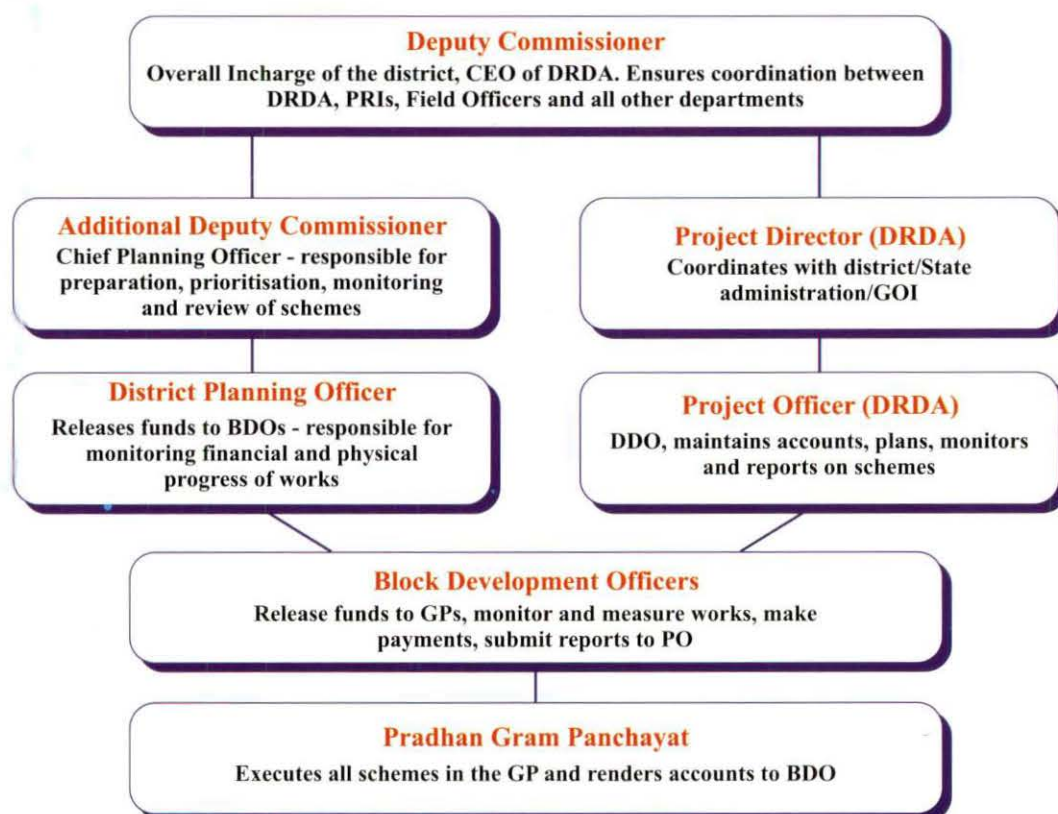 Deputy Commissioner
Overall Incharge of the district, CEO of DRDA. Ensures coordination between
DRDA, PRIs, Field Officers and all other departments
Additional Deputy Commissioner
Chief Planning Officer - responsible for
preparation, prioritisation, monitoring
and review of schemes
Project Director (DRDA)
Coordinates with district/State
administration/GOI
District Planning Officer
Releases funds to BDOs - responsible for
monitoring financial and physical
progress of works
Project Officer (DRDA)
DDO, maintains accounts, plans, monitors
and reports on schemes
Block Development Officers
Release funds to GPs, monitor and measure works, make
payments, submit reports to PO
Pradhan Gram Panchayat
Executes all schemes in the GP and renders accounts to BDO